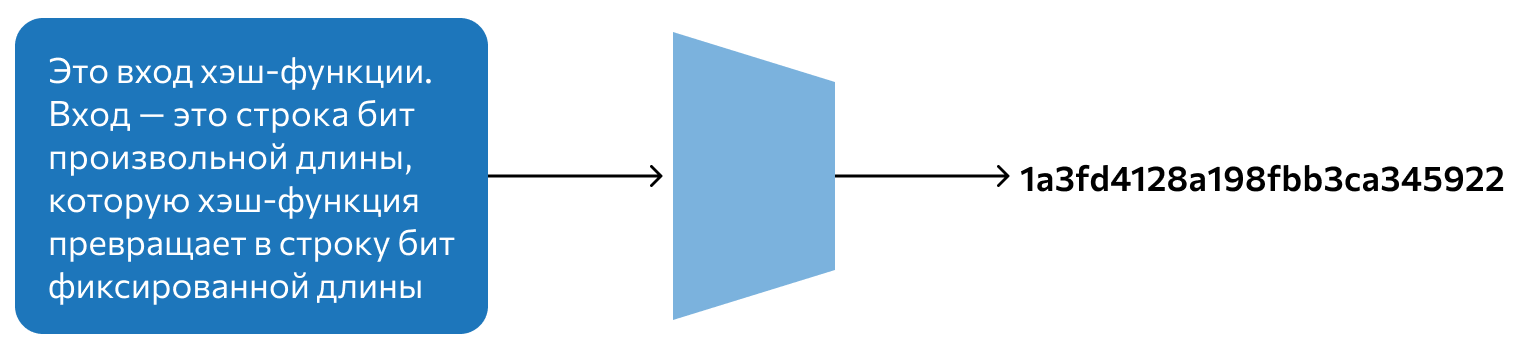 Это вход хэш-функции.
Вход — это строка бит
произвольной длины,
которую хэш-функция
превращает в строку бит
фиксированной длины
1a3fd4128a198fbb3ca345922